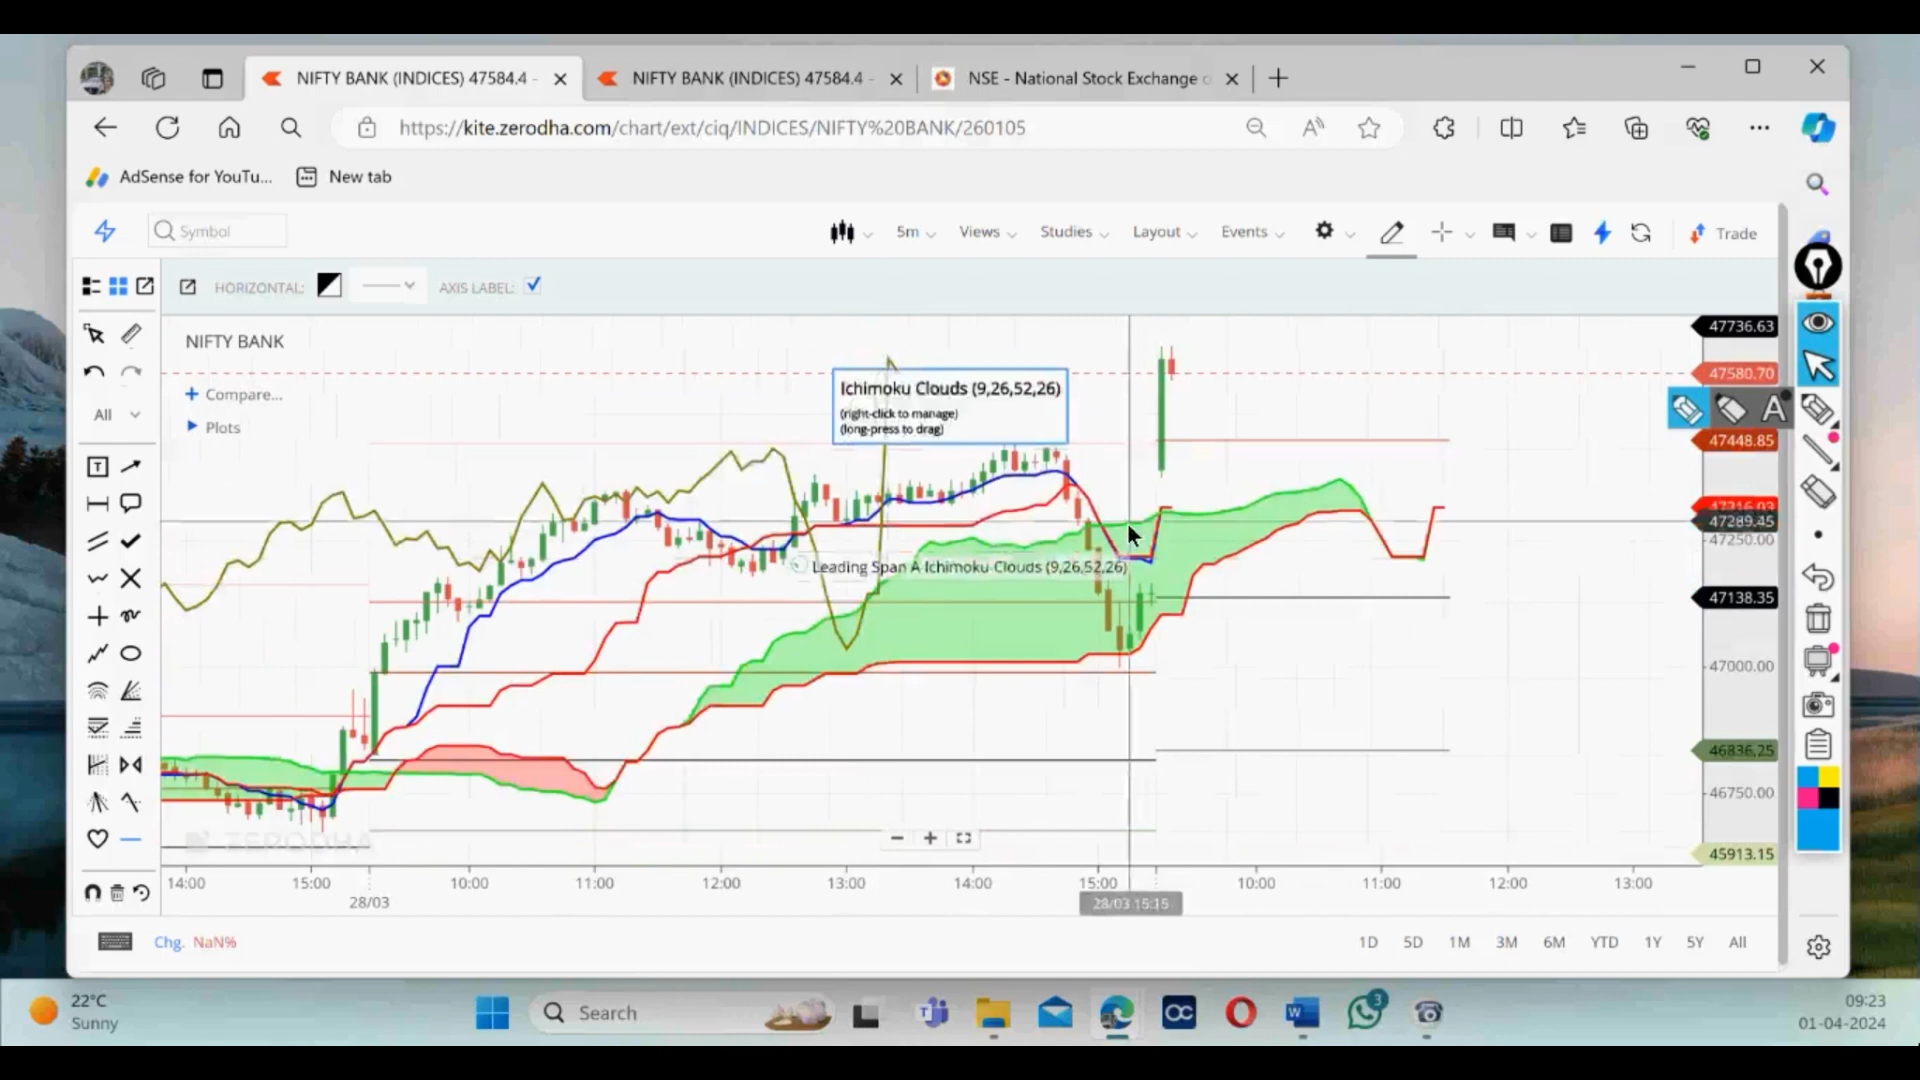 NIFTY BANK (INDICES) 47584.4 -
NIFTY BANK (INDICES) 47584.4 -
NSE - National Stock Exchange o
https://kite.zerodha.com/chart/ext/ciq/INDICES/NIFTY%20BANK/260105
AdSense for YouTu...
New tab
Symbol
5m
Views
Studies
Layout
Events
Trade
HORIZONTAL:
AXIS LABEL:
NIFTY BANK
Compare...
Plots
All
Ichimoku Clouds (9,26,52,26)
(right-click to manage)
(long-press to drag)
Leading Span A Ichimoku Clouds (9,26,52,26)
47736.63
47580.70
47448.85
47289.45
47250.00
47138.35
47000.00
46836.25
46750.00
45913.15
ZERODHA
14:00 15:00 10:00 11:00 12:00 13:00 14:00 15:00 10:00 11:00 12:00 13:00
28/03
28/03 15:15
Chg. NaN%
1D 5D 1M 3M 6M YTD 1Y 5Y All
22°C
Sunny
Search
3
09:23
01-04-2024